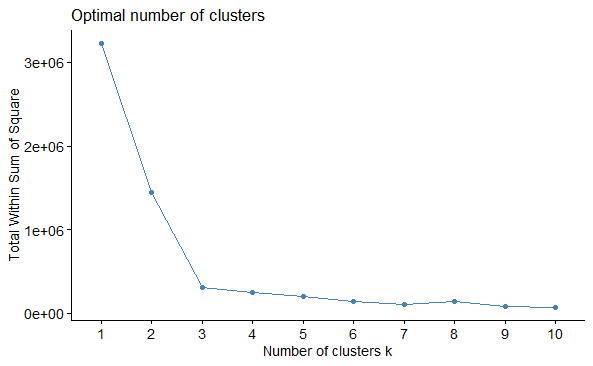 Optimal number of clusters
Total Within Sum of Square
3e+06
2e+06
1e+06
0e+00
1 2 3 4 5 6 7 8 9 10
Number of clusters k